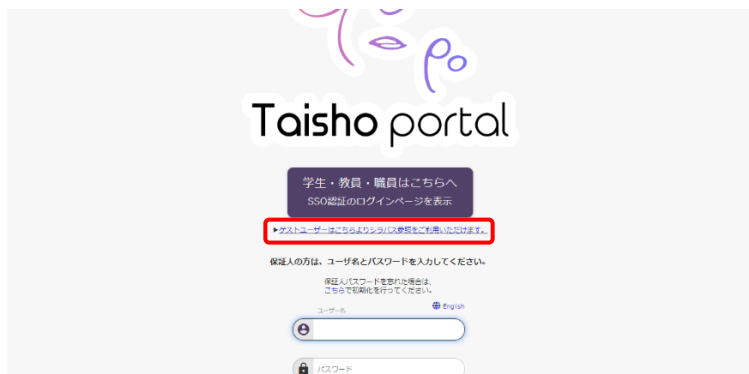 Taisho portal
学生・教員・職員はこちらへ
SSO認証のログインページを表示
▶ゲストユーザーはこちらよりシラバス参照をご利用いただけます。
保証人の方は、ユーザ名とパスワードを入力してください。
保証人パスワードを忘れた場合は、
こちらで初期化を行ってください。
English
ユーザー名
パスワード